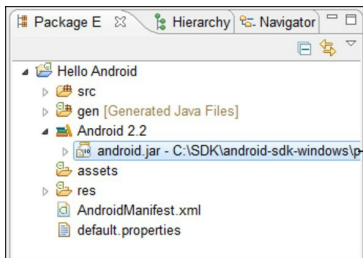 Package E Hierarchy Navigator
Hello Android
src
gen [Generated Java Files]
Android 2.2
android.jar - C:\SDK\android-sdk-windows\p
assets
res
AndroidManifest.xml
default.properties